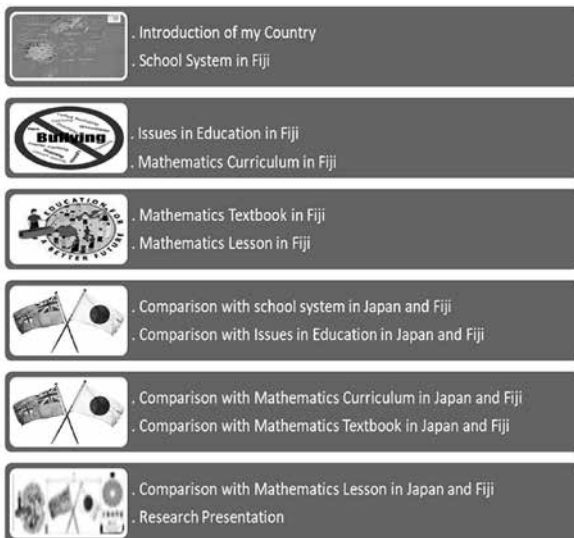 . Introduction of my Country
. School System in Fiji
Bullying
. Issues in Education in Fiji
. Mathematics Curriculum in Fiji
EDUCATION FOR
A BETTER FUTURE
. Mathematics Textbook in Fiji
. Mathematics Lesson in Fiji
. Comparison with school system in Japan and Fiji
. Comparison with Issues in Education in Japan and Fiji
. Comparison with Mathematics Curriculum in Japan and Fiji
. Comparison with Mathematics Textbook in Japan and Fiji
. Comparison with Mathematics Lesson in Japan and Fiji
. Research Presentation